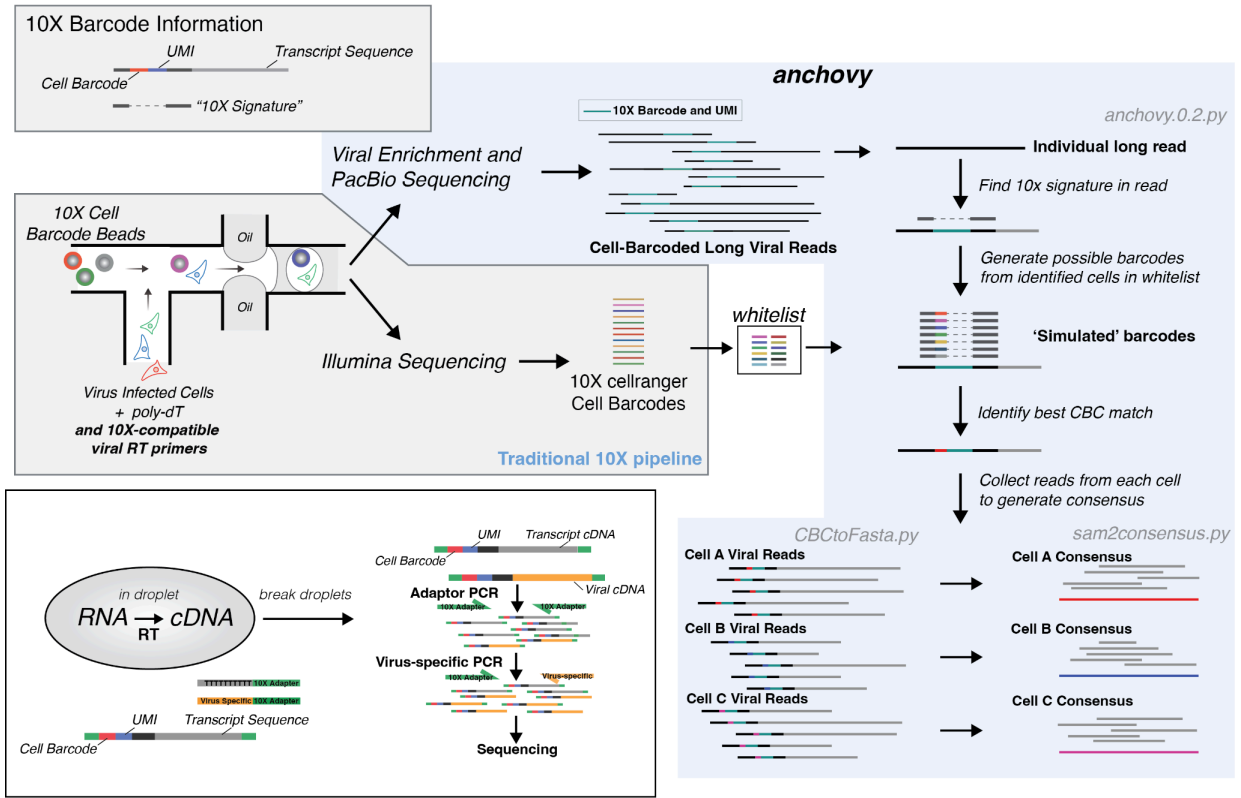 10X Barcode Information
UMI
Transcript Sequence
Cell Barcode
“10X Signature”
anchovy
anchovy.0.2.py
10X Barcode and UMI
Viral Enrichment and
PacBio Sequencing
Cell-Barcoded Long Viral Reads
Individual long read
Find 10x signature in read
Generate possible barcodes
from identified cells in whitelist
‘Simulated’ barcodes
Identify best CBC match
Collect reads from each cell
to generate consensus
10X Cell
Barcode Beads
Oil
Oil
Virus Infected Cells
+ poly-dT
and 10X-compatible
viral RT primers
Illumina Sequencing
10X cellranger
Cell Barcodes
whitelist
Traditional 10X pipeline
in droplet
RNA
cDNA
RT
break droplets
TTTTTTTTTT 10X Adapter
Virus Specific 10X Adapter
UMI
Transcript Sequence
Cell Barcode
UMI
Transcript cDNA
Cell Barcode
Viral cDNA
Adaptor PCR
10X Adapter
10X Adapter
Virus-specific PCR
10X Adapter
Virus-specific
Sequencing
CBCtoFasta.py
sam2consensus.py
Cell A Viral Reads
Cell A Consensus
Cell B Viral Reads
Cell B Consensus
Cell C Viral Reads
Cell C Consensus